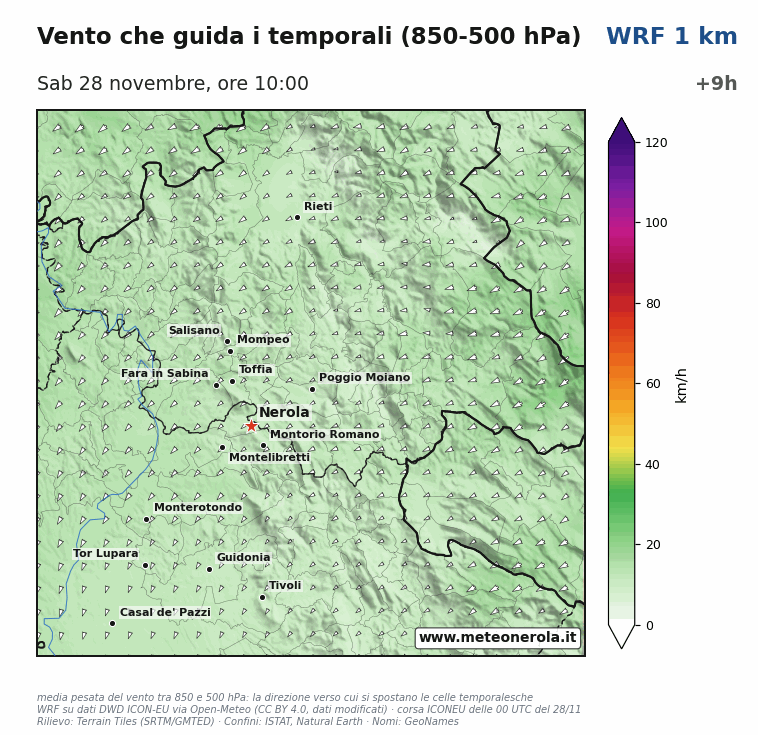 Vento che guida i temporali (850-500 hPa) WRF 1 km
Sab 28 novembre, ore 10:00 +9h
Rieti
Salisano
Mompeo
Toffia
Fara in Sabina
Poggio Moiano
Nerola
Montorio Romano
Montelibretti
Monterotondo
Tor Lupara
Guidonia
Tivoli
Casal de' Pazzi
www.meteonerola.it
120
100
80
60
40
20
0
km/h
media pesata del vento tra 850 e 500 hPa: la direzione verso cui si spostano le celle temporalesche
WRF su dati DWD ICON-EU via Open-Meteo (CC BY 4.0, dati modificati) · corsa ICONEU delle 00 UTC del 28/11
Rilievo: Terrain Tiles (SRTM/GMTED) · Confini: ISTAT, Natural Earth · Nomi: GeoNames